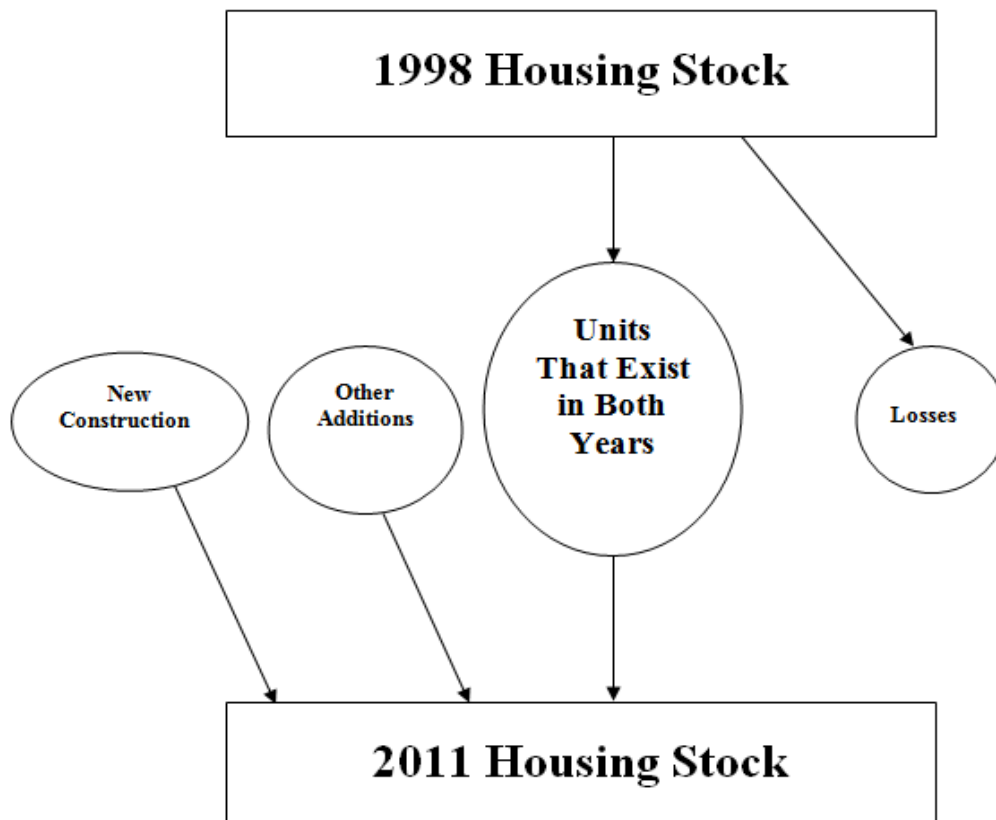 1998 Housing Stock
Units
That Exist
in Both
Years
New
Construction
Other
Additions
Losses
2011 Housing Stock